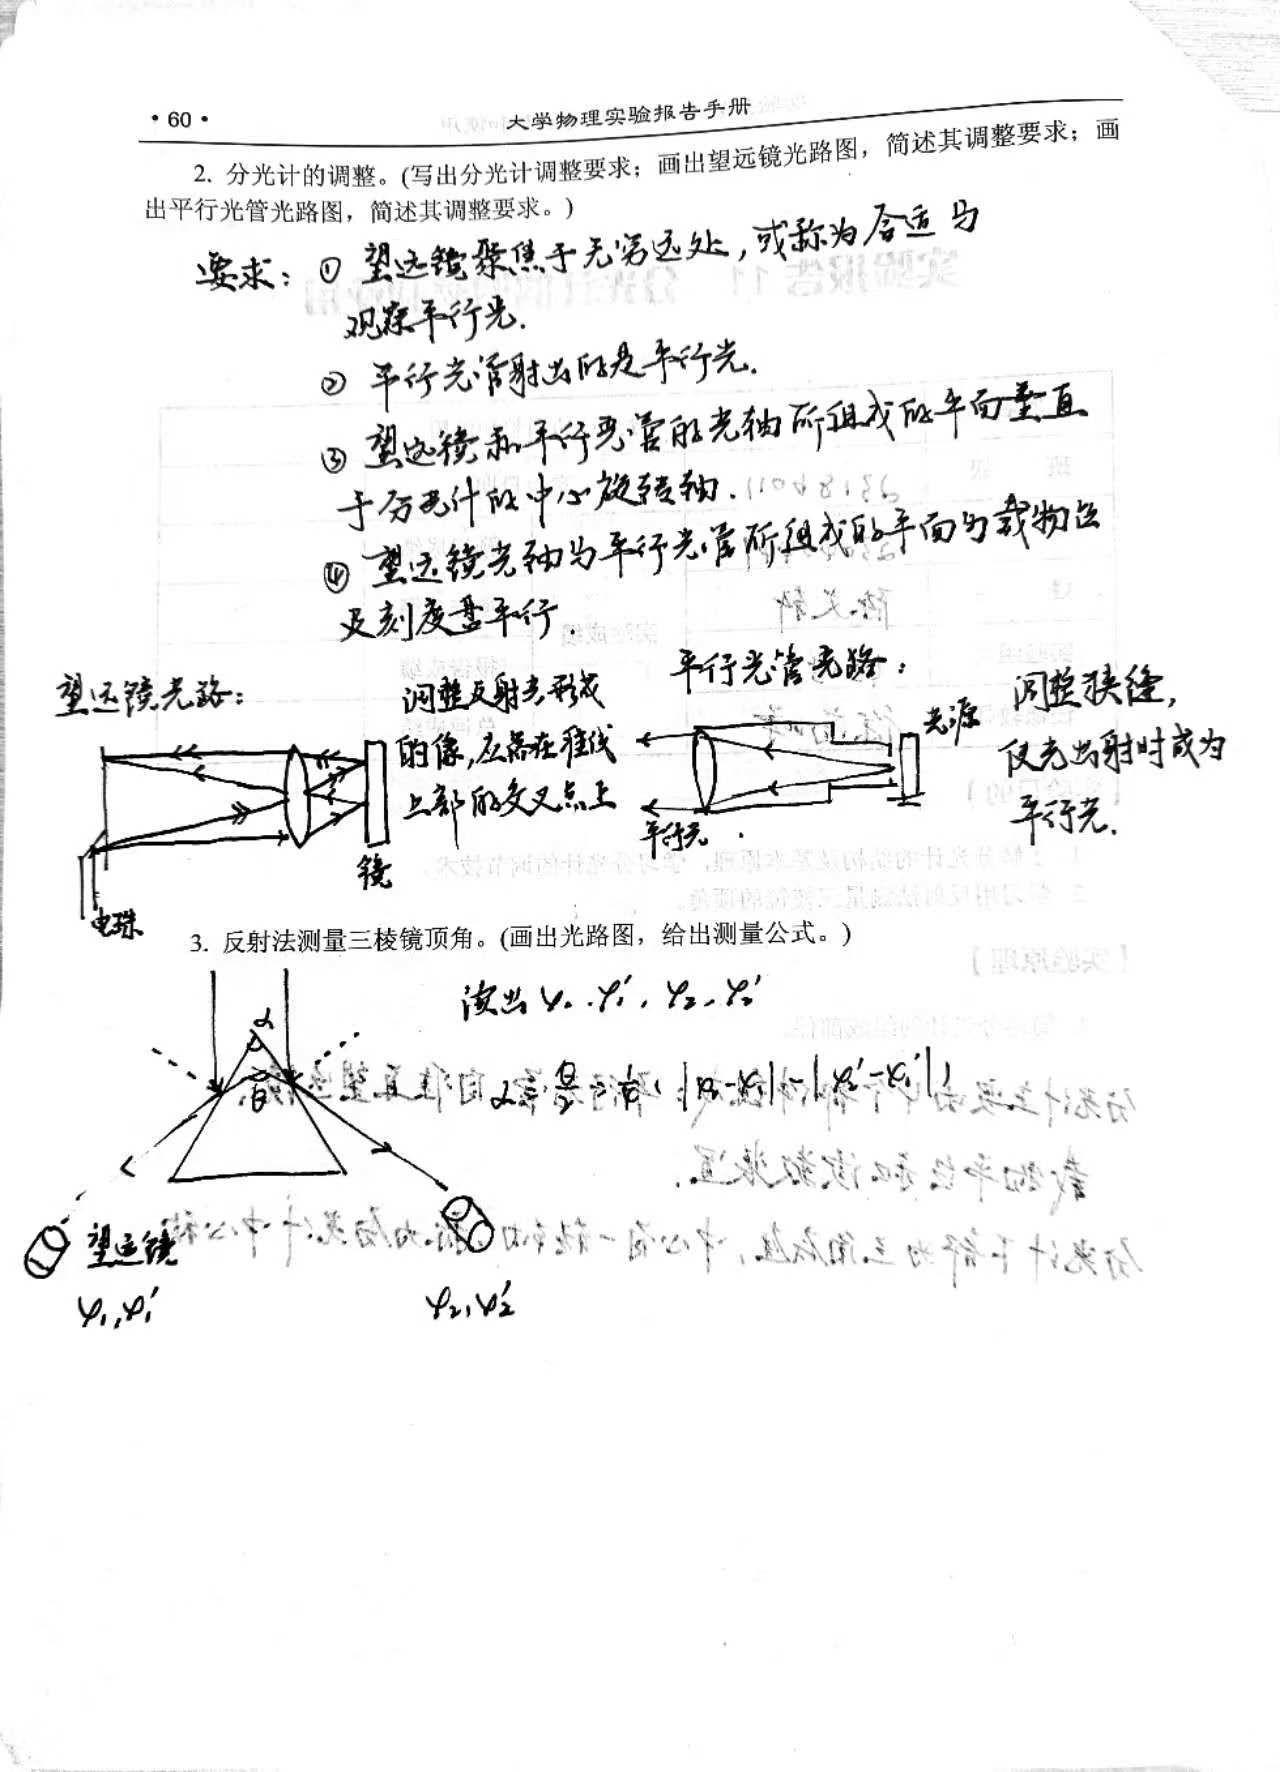 ·60·
大学物理实验报告手册
2. 分光计的调整。(写出分光计调整要求；画出望远镜光路图，简述其调整要求；画
出平行光管光路图，简述其调整要求。)
要求：① 望远镜聚焦于无穷远处，或称为合适与
观察平行光．
② 平行光管射出的是平行光．
③ 望远镜和平行光管的光轴所组成的平面垂直
于分光计的中心旋转轴．
④ 望远镜光轴与平行光管所组成的平面与载物台
及刻度盘平行．
望远镜光路：
调整反射光形成
的像，应落在准线
上部的交叉点上
镜
电珠
平行光管光路：
光源
平行光
调整狭缝，
使光出射时成为
平行光．
3. 反射法测量三棱镜顶角。(画出光路图，给出测量公式。)
读出 φ₁．φ₁′，φ₂．φ₂′
α
θ
望远镜
φ₁，φ₁′
φ₂，φ₂′